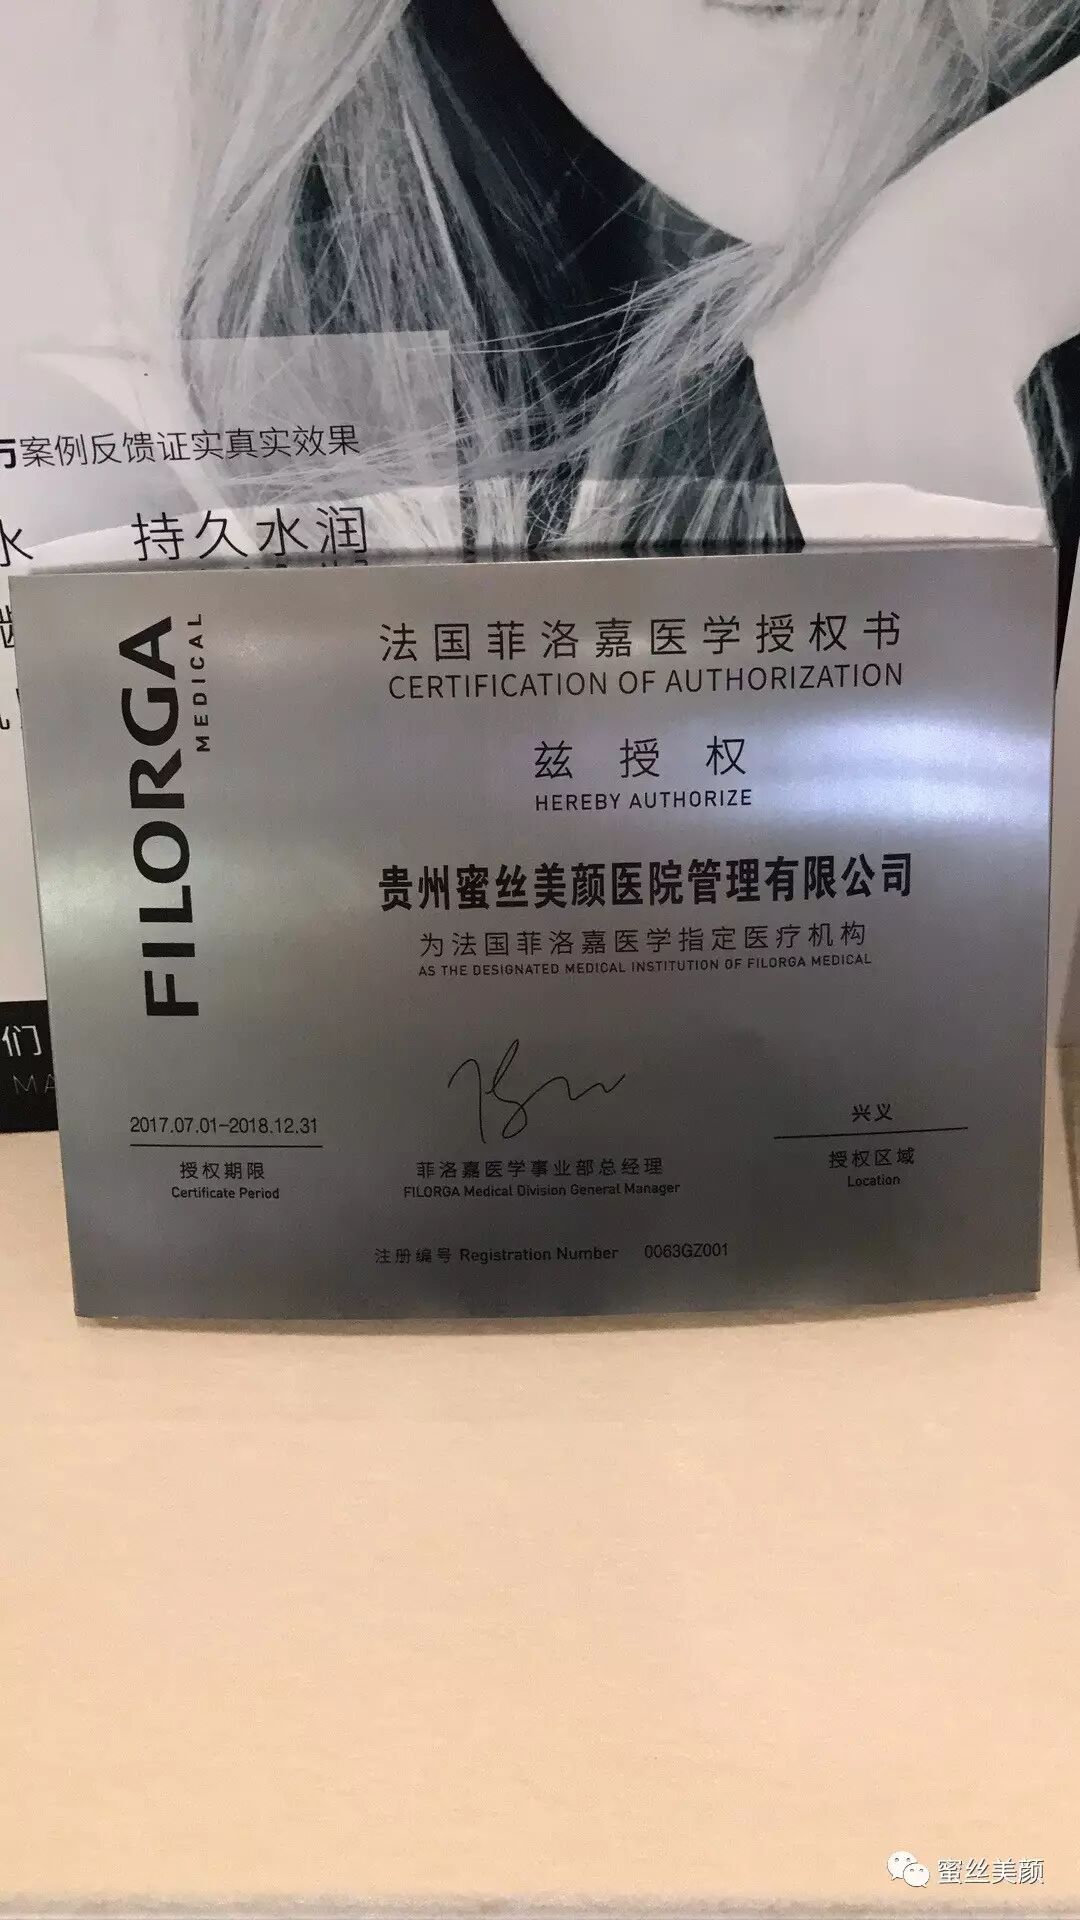 案例反馈证实真实效果
水 持久水润
FILORGA
MEDICAL
法国菲洛嘉医学授权书
CERTIFICATION OF AUTHORIZATION
兹授权
HEREBY AUTHORIZE
贵州蜜丝美颜医院管理有限公司
为法国菲洛嘉医学指定医疗机构
AS THE DESIGNATED MEDICAL INSTITUTION OF FILORGA MEDICAL
2017.07.01-2018.12.31
授权期限
Certificate Period
菲洛嘉医学事业部总经理
FILORGA Medical Division General Manager
兴义
授权区域
Location
注册编号 Registration Number 0063GZ001
们
MA
蜜丝美颜